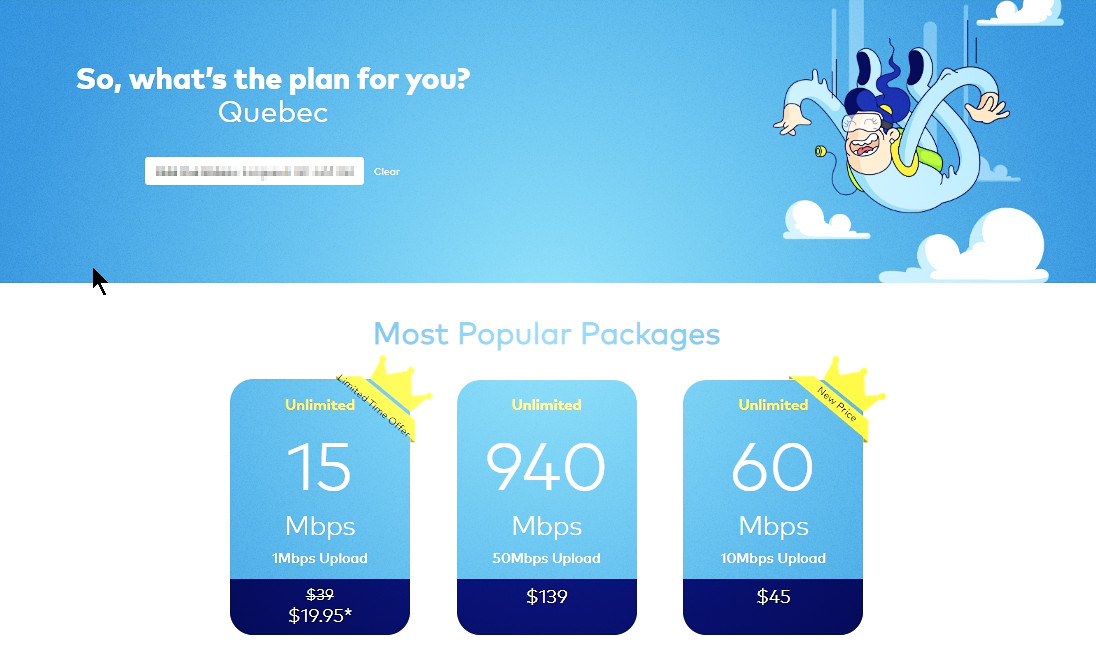 So, what's the plan for you?
Quebec
Clear
Most Popular Packages
Limited Time Offer
Unlimited
15
Mbps
1Mbps Upload
$39
$19.95*
Unlimited
940
Mbps
50Mbps Upload
$139
New Price
Unlimited
60
Mbps
10Mbps Upload
$45